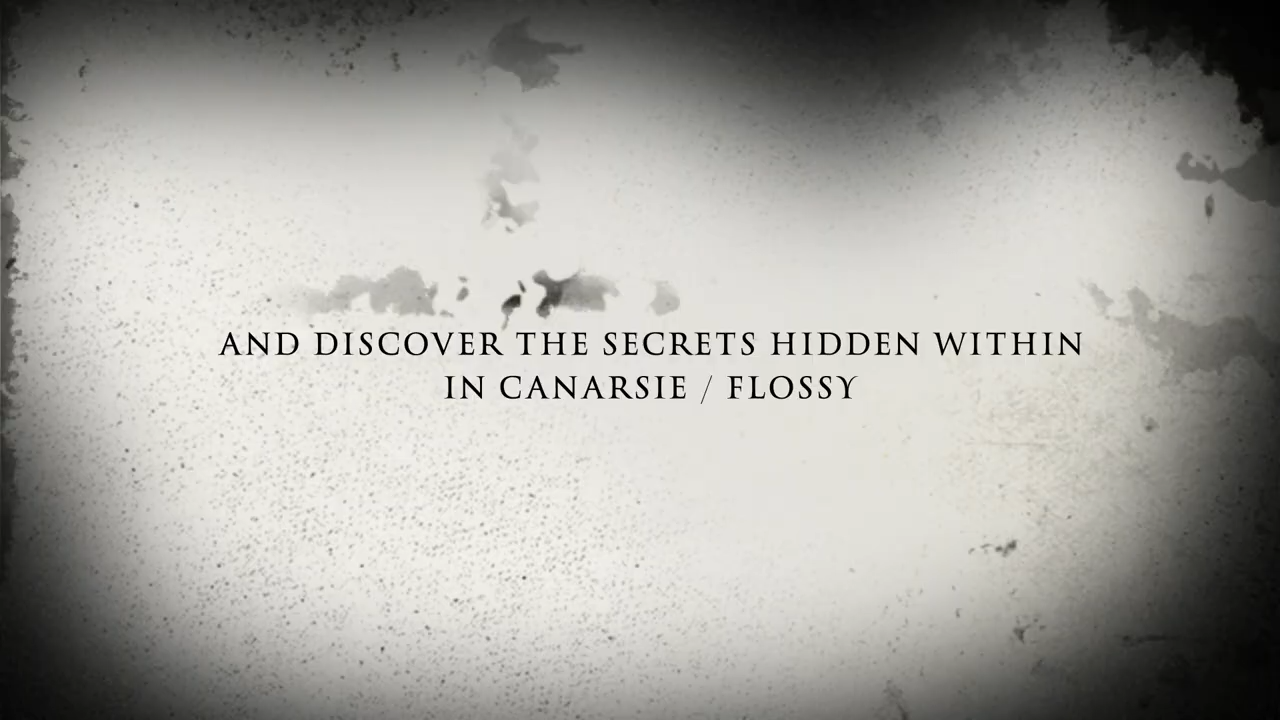 AND DISCOVER THE SECRETS HIDDEN WITHIN
IN CANARSIE / FLOSSY